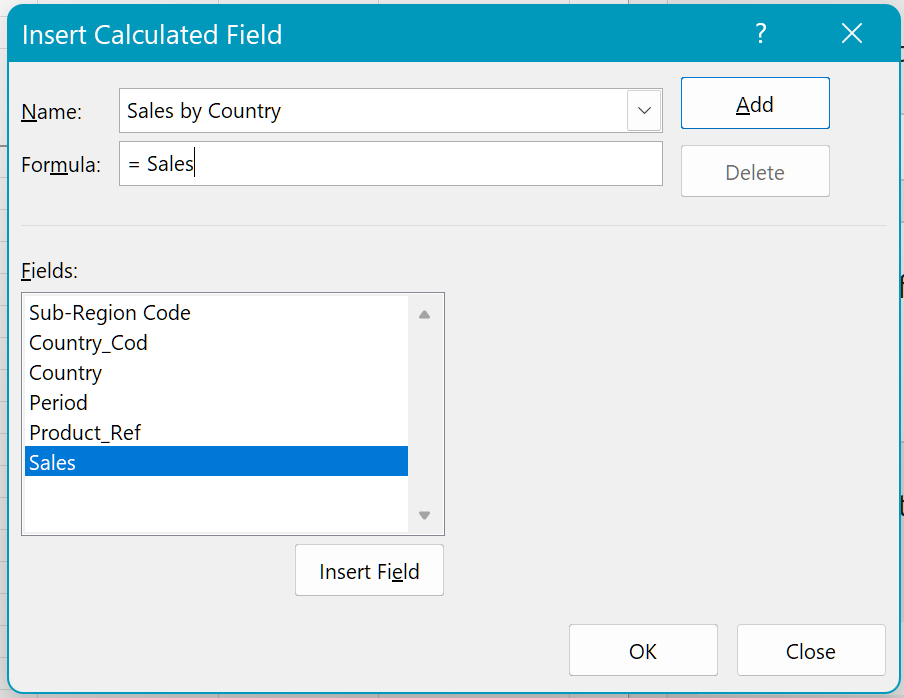 Insert Calculated Field ?
Name: Sales by Country Add
Formula: = Sales Delete
Fields:
Sub-Region Code
Country_Cod
Country
Period
Product_Ref
Sales
Insert Field
OK Close